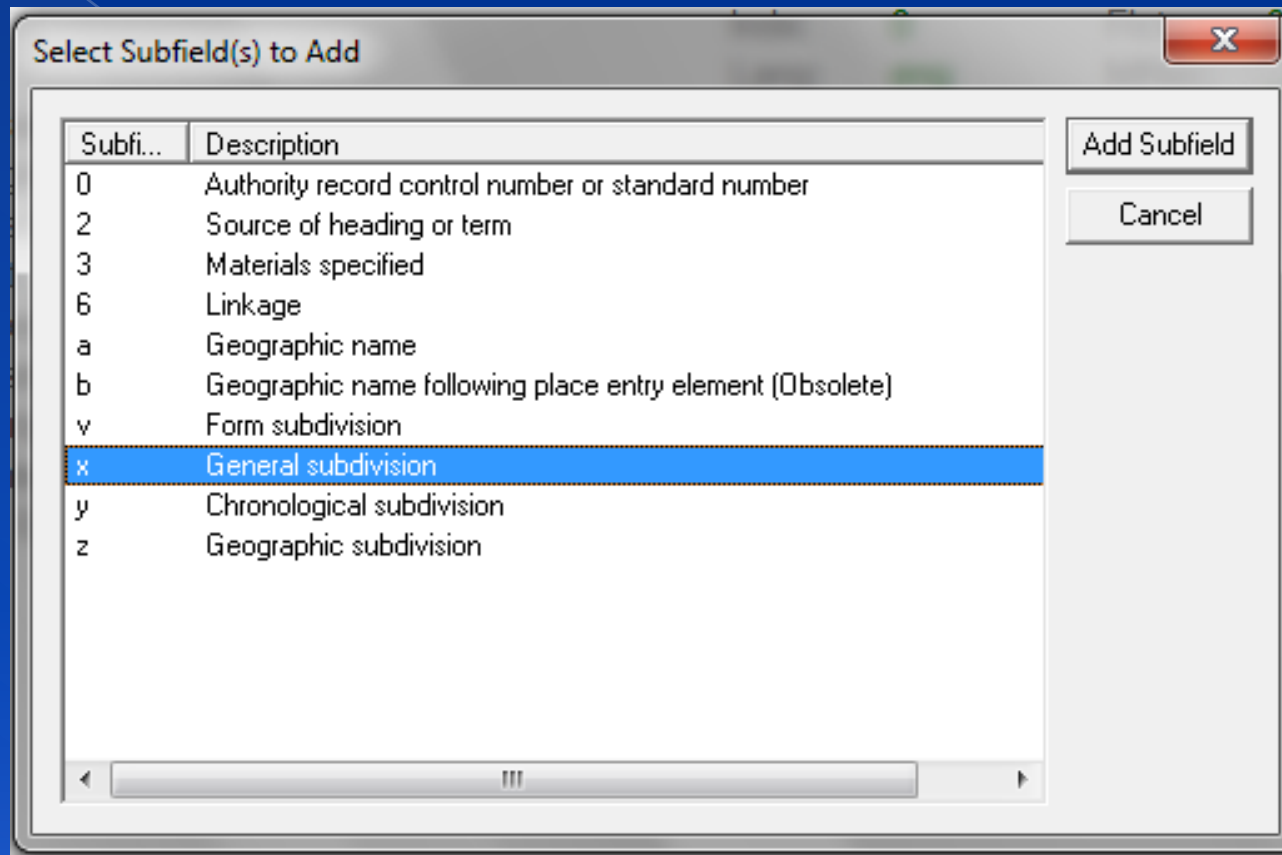 Select Subfield(s) to Add
Subfi... Description
0 Authority record control number or standard number
2 Source of heading or term
3 Materials specified
6 Linkage
a Geographic name
b Geographic name following place entry element (Obsolete)
v Form subdivision
x General subdivision
y Chronological subdivision
z Geographic subdivision
Add Subfield
Cancel